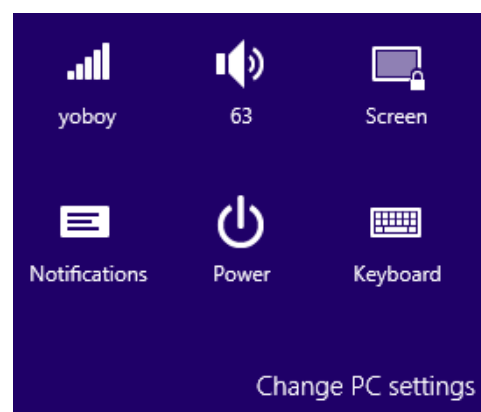 yoboy 63 Screen
Notifications Power Keyboard
Change PC settings